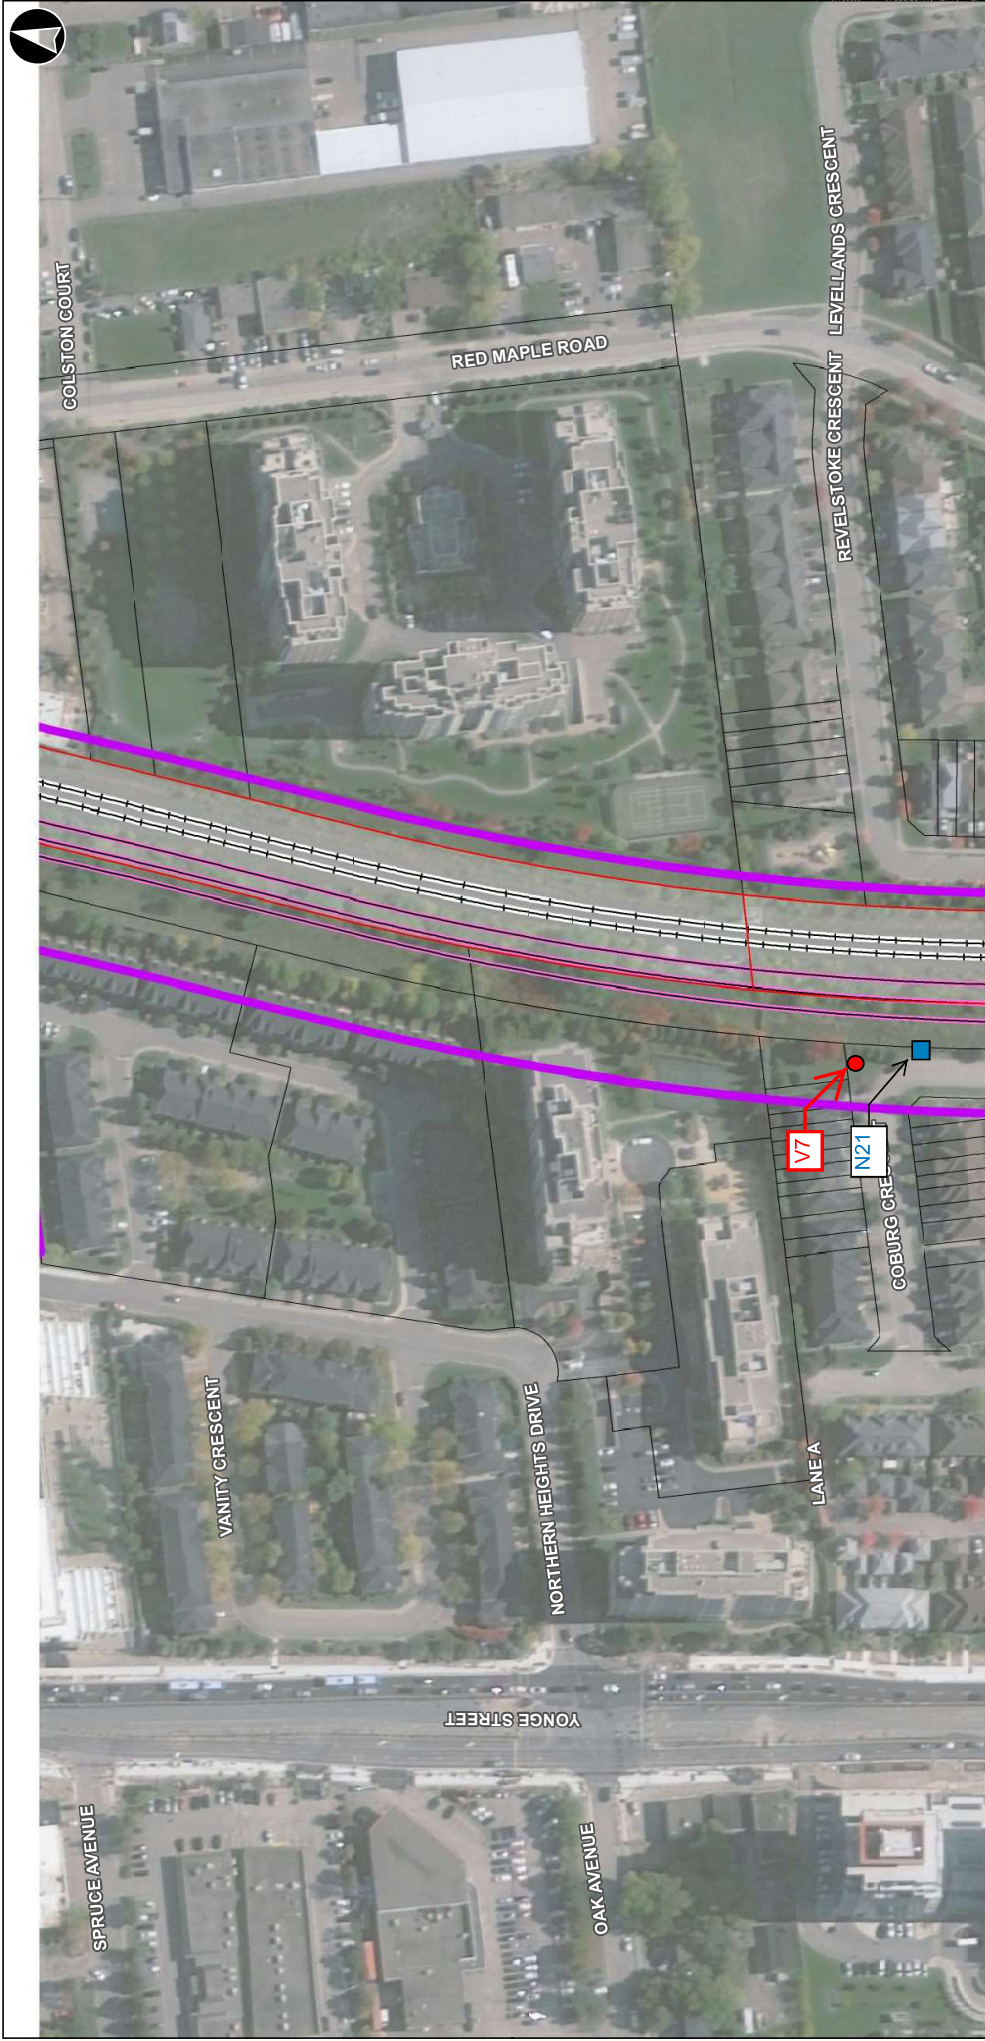 COLSTON COURT
RED MAPLE ROAD
LEVELLANDS CRESCENT
REVELSTOKE CRESCENT
V7
N21
COBURG CRES
VANITY CRESCENT
NORTHERN HEIGHTS DRIVE
LANE A
YONGE STREET
SPRUCE AVENUE
OAK AVENUE